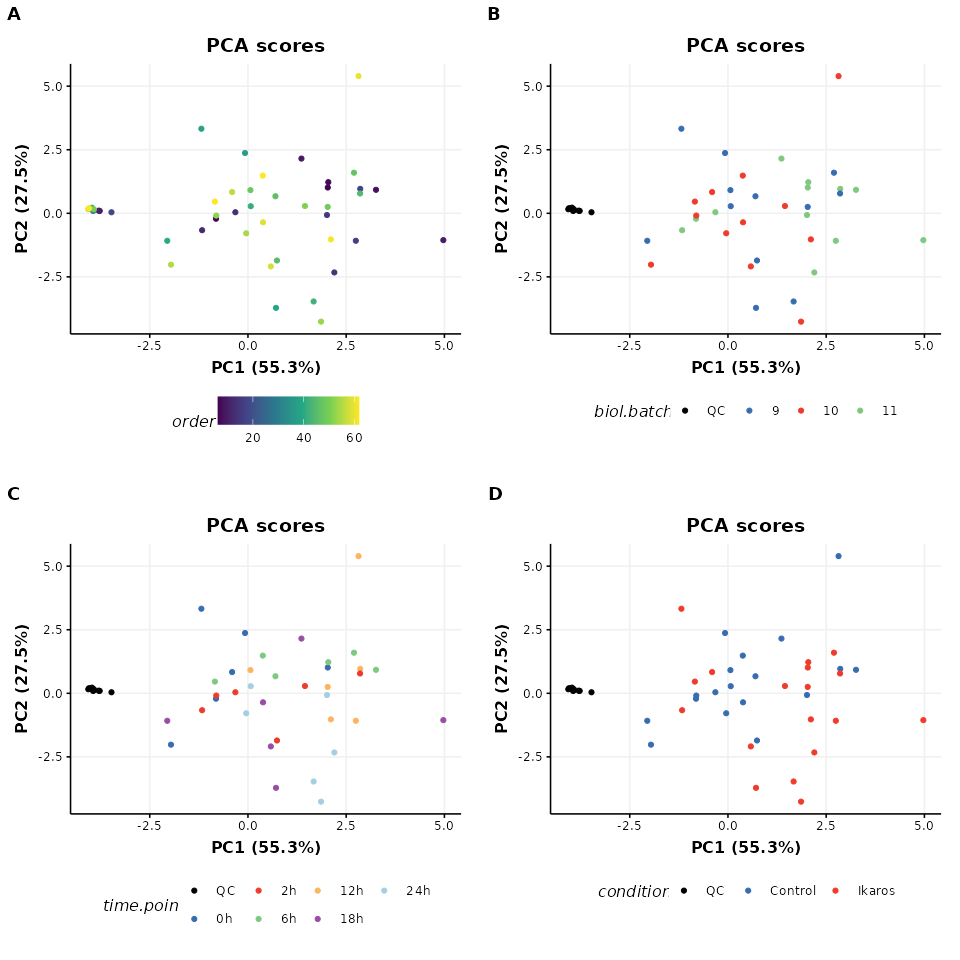 A
B
PCA scores
PCA scores
5.0
2.5
0.0
-2.5
PC2 (27.5%)
-2.5
0.0
2.5
5.0
PC1 (55.3%)
order
20
40
60
5.0
2.5
0.0
-2.5
PC2 (27.5%)
-2.5
0.0
2.5
5.0
PC1 (55.3%)
biol.batch
QC
9
10
11
C
D
PCA scores
PCA scores
5.0
2.5
0.0
-2.5
PC2 (27.5%)
-2.5
0.0
2.5
5.0
PC1 (55.3%)
time.poin
QC
2h
12h
24h
0h
6h
18h
5.0
2.5
0.0
-2.5
PC2 (27.5%)
-2.5
0.0
2.5
5.0
PC1 (55.3%)
condition
QC
Control
Ikaros